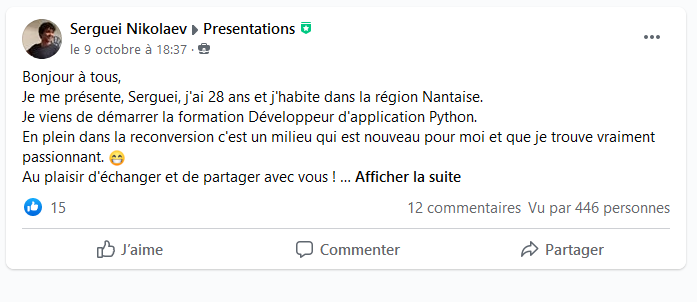 Serguei Nikolaev Presentations
le 9 octobre à 18:37 ·
Bonjour à tous,
Je me présente, Serguei, j'ai 28 ans et j'habite dans la région Nantaise.
Je viens de démarrer la formation Développeur d'application Python.
En plein dans la reconversion c'est un milieu qui est nouveau pour moi et que je trouve vraiment
passionnant. 😁
Au plaisir d'échanger et de partager avec vous ! ... Afficher la suite
15 12 commentaires Vu par 446 personnes
J'aime Commenter Partager